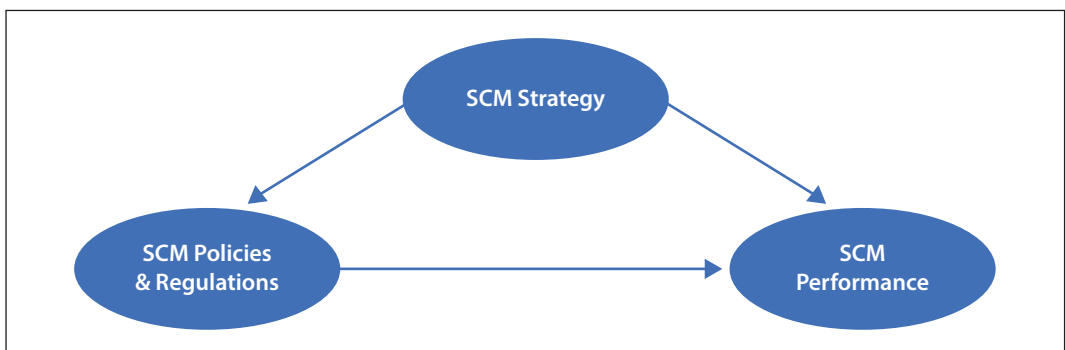 SCM Strategy
SCM Policies
& Regulations
SCM
Performance